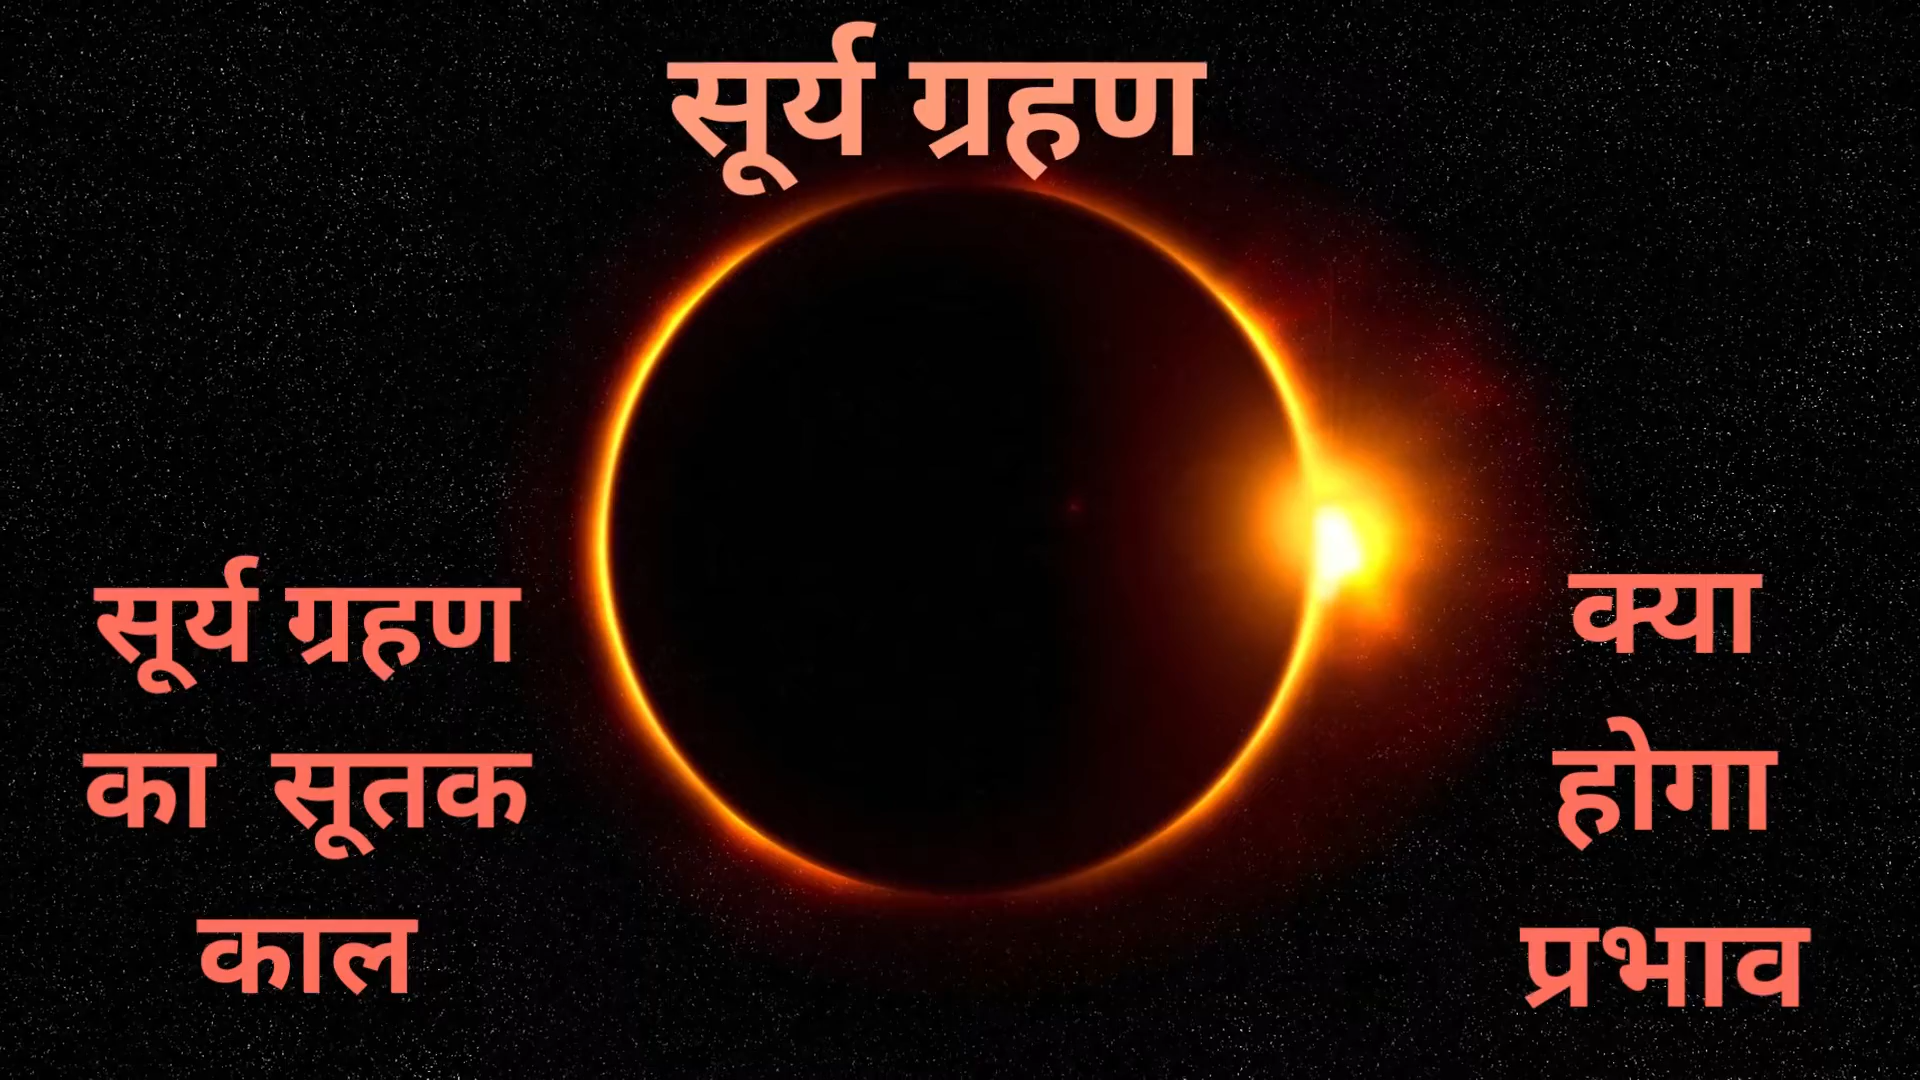 सूर्य ग्रहण
सूर्य ग्रहण
का सूतक
काल
क्या
होगा
प्रभाव